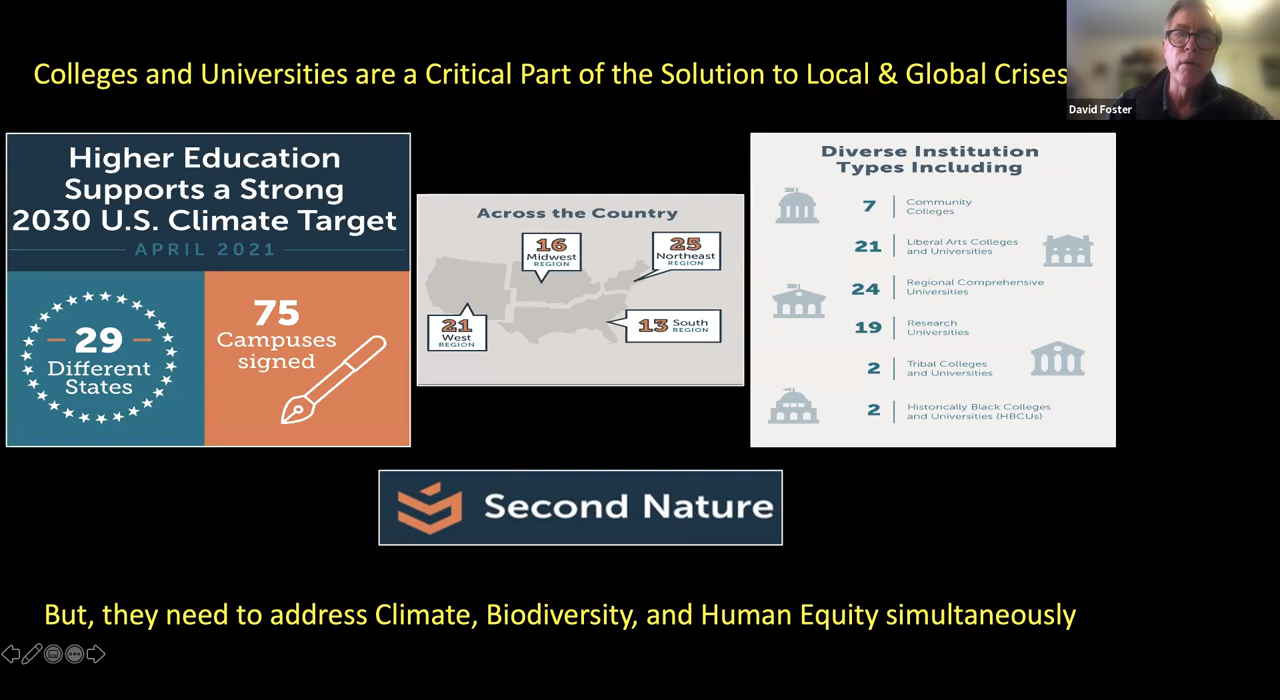 Colleges and Universities are a Critical Part of the Solution to Local & Global Crises
David Foster
Higher Education
Supports a Strong
2030 U.S. Climate Target
APRIL 2021
29
Different
States
75
Campuses
signed
Across the Country
16
Midwest
REGION
25
Northeast
REGION
21
West
REGION
13 South
REGION
Diverse Institution
Types Including
7 Community
Colleges
21 Liberal Arts Colleges
and Universities
24 Regional Comprehensive
Universities
19 Research
Universities
2 Tribal Colleges
and Universities
2 Historically Black Colleges
and Universities (HBCUs)
Second Nature
But, they need to address Climate, Biodiversity, and Human Equity simultaneously